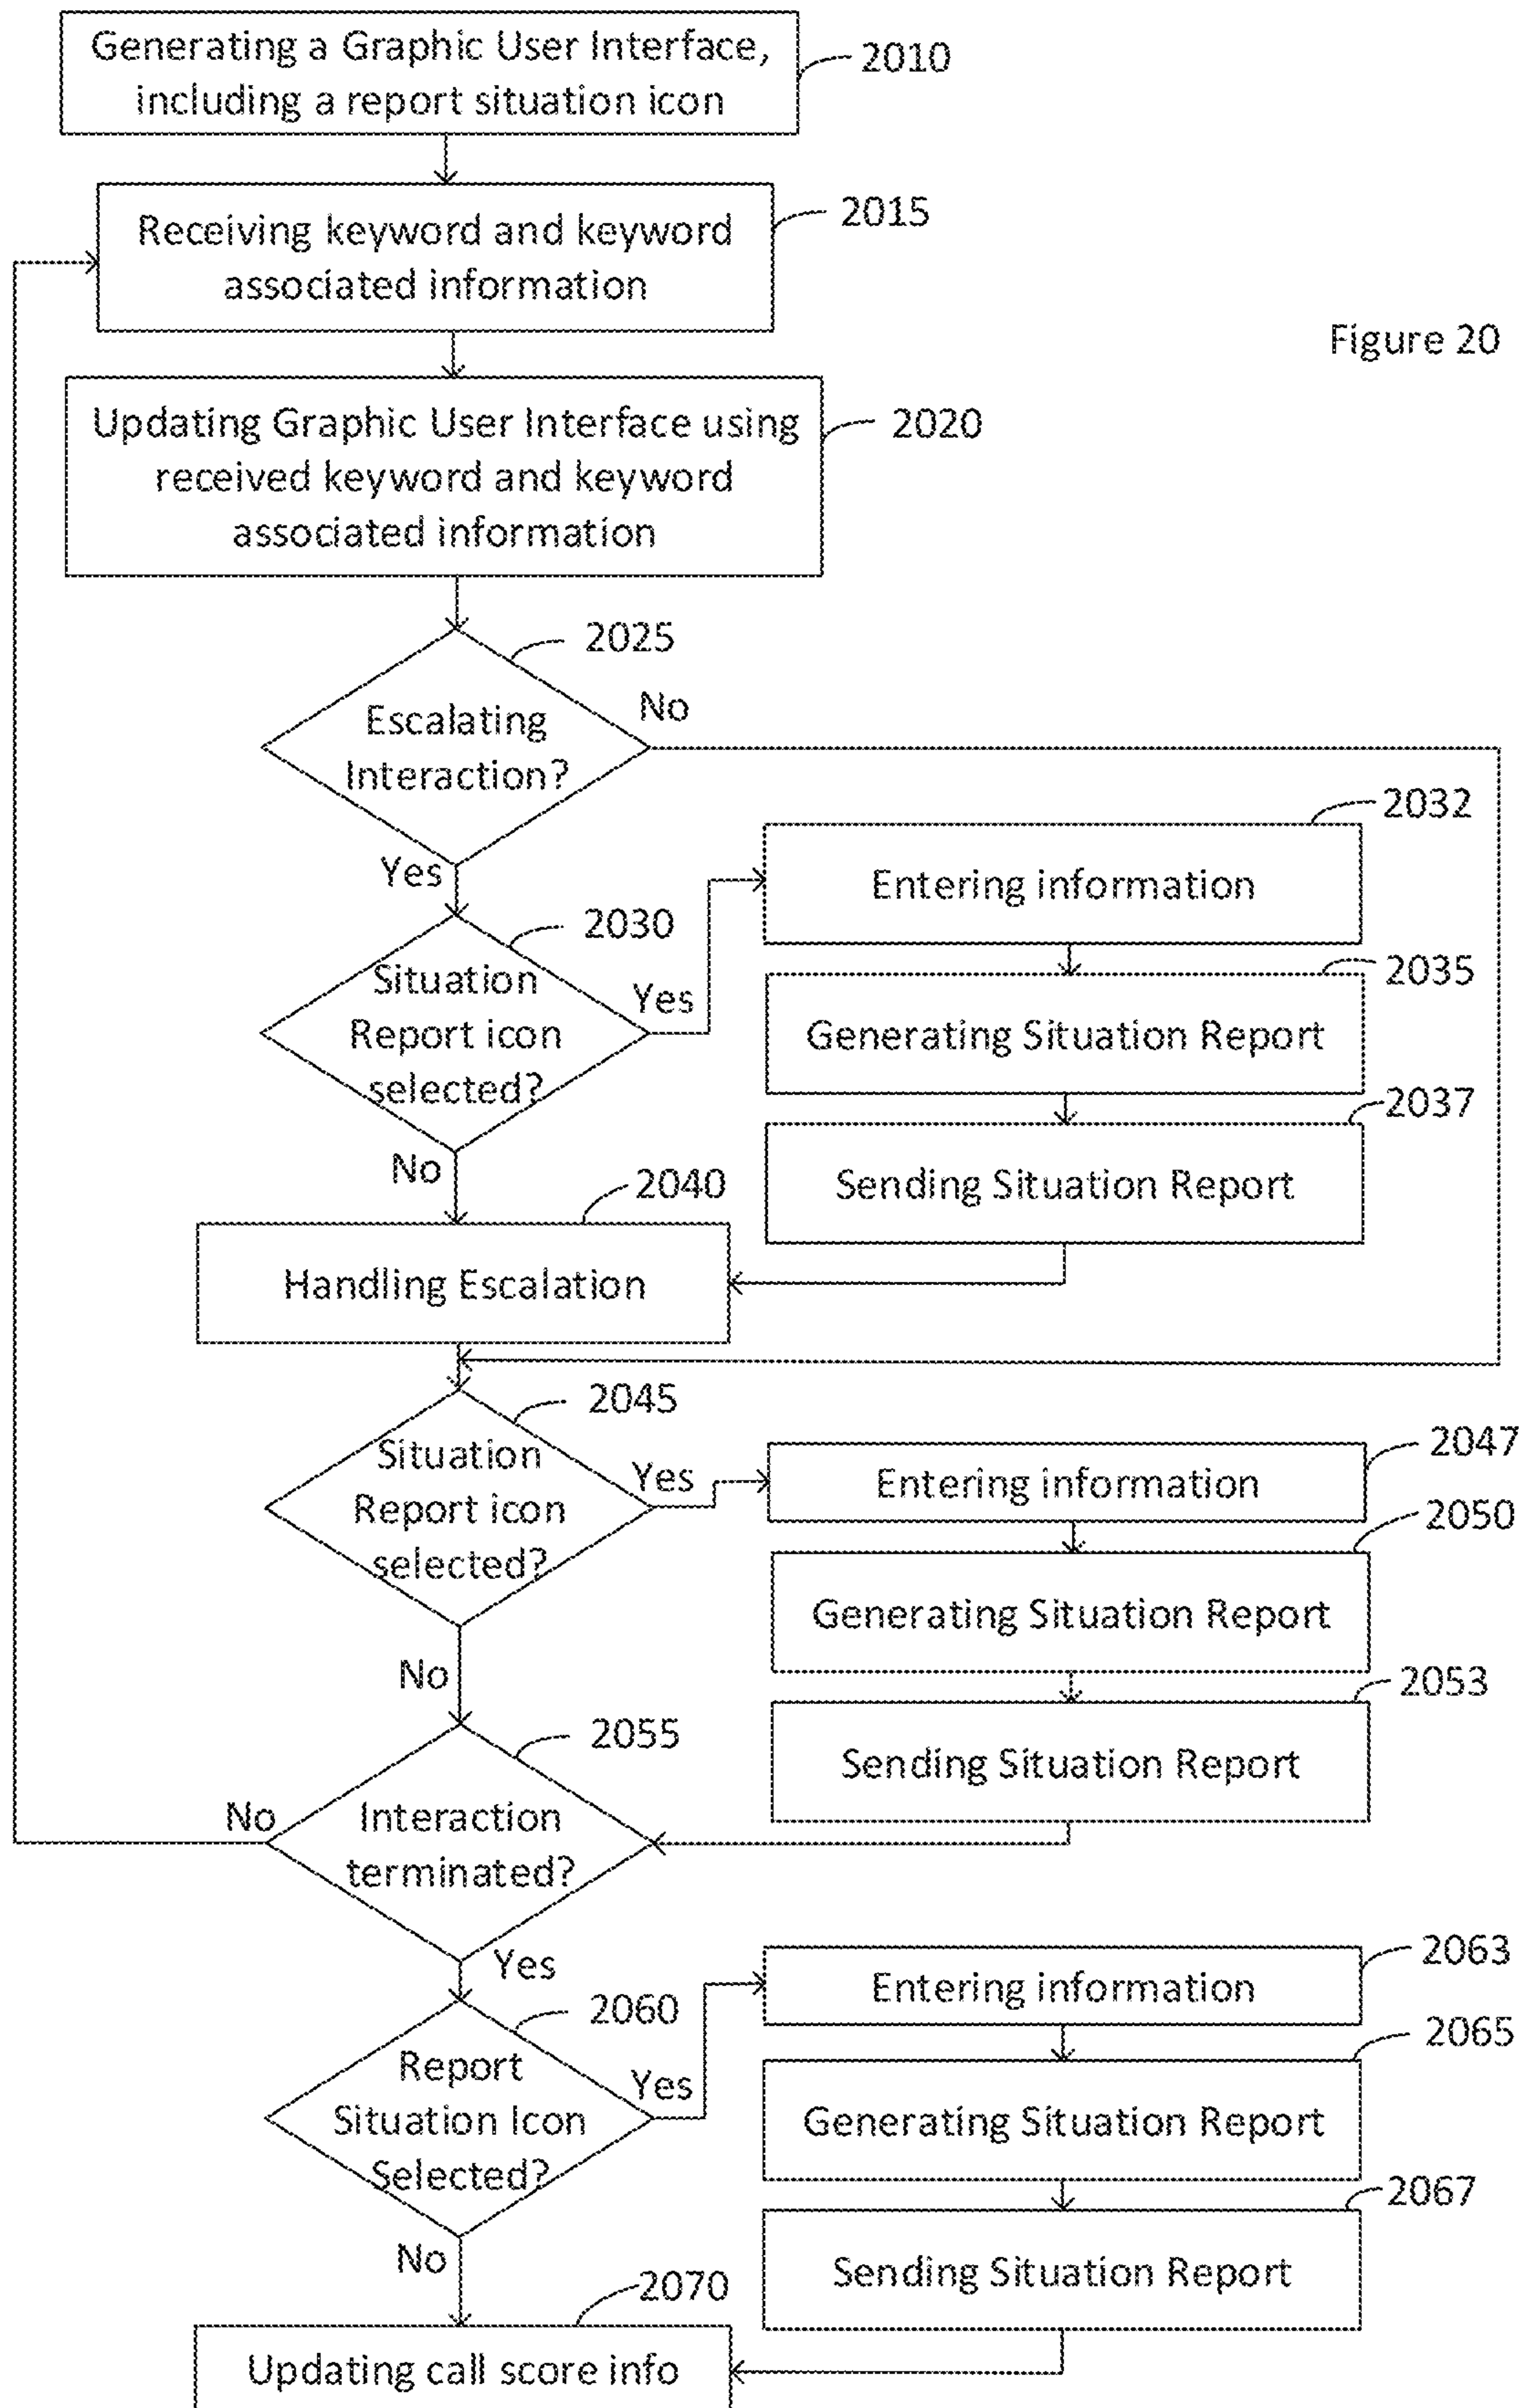 Generating a Graphic User Interface,
including a report situation icon
2010
Receiving keyword and keyword
associated information
2015
Figure 20
Updating Graphic User Interface using
received keyword and keyword
associated information
2020
2025
Escalating
Interaction?
No
Yes
2030
Situation
Report icon
selected?
Yes
No
2032
Entering information
2035
Generating Situation Report
2037
Sending Situation Report
2040
Handling Escalation
2045
Situation
Report icon
selected?
Yes
No
2047
Entering information
2050
Generating Situation Report
2053
Sending Situation Report
2055
Interaction
terminated?
No
Yes
2060
Report
Situation Icon
Selected?
Yes
No
2063
Entering information
2065
Generating Situation Report
2067
Sending Situation Report
2070
Updating call score info